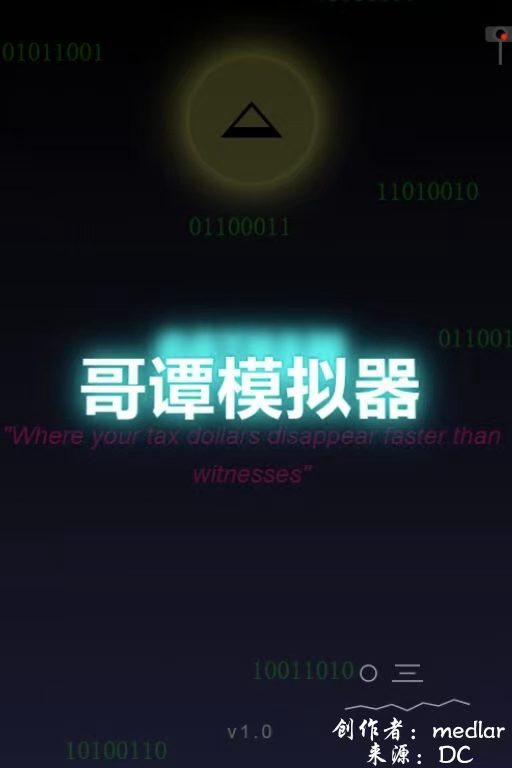 01011001
11010010
01100011
011001
哥谭模拟器
"Where your tax dollars disappear faster than
witnesses"
10011010
v1.0
创作者：medlar
来源：DC
10100110